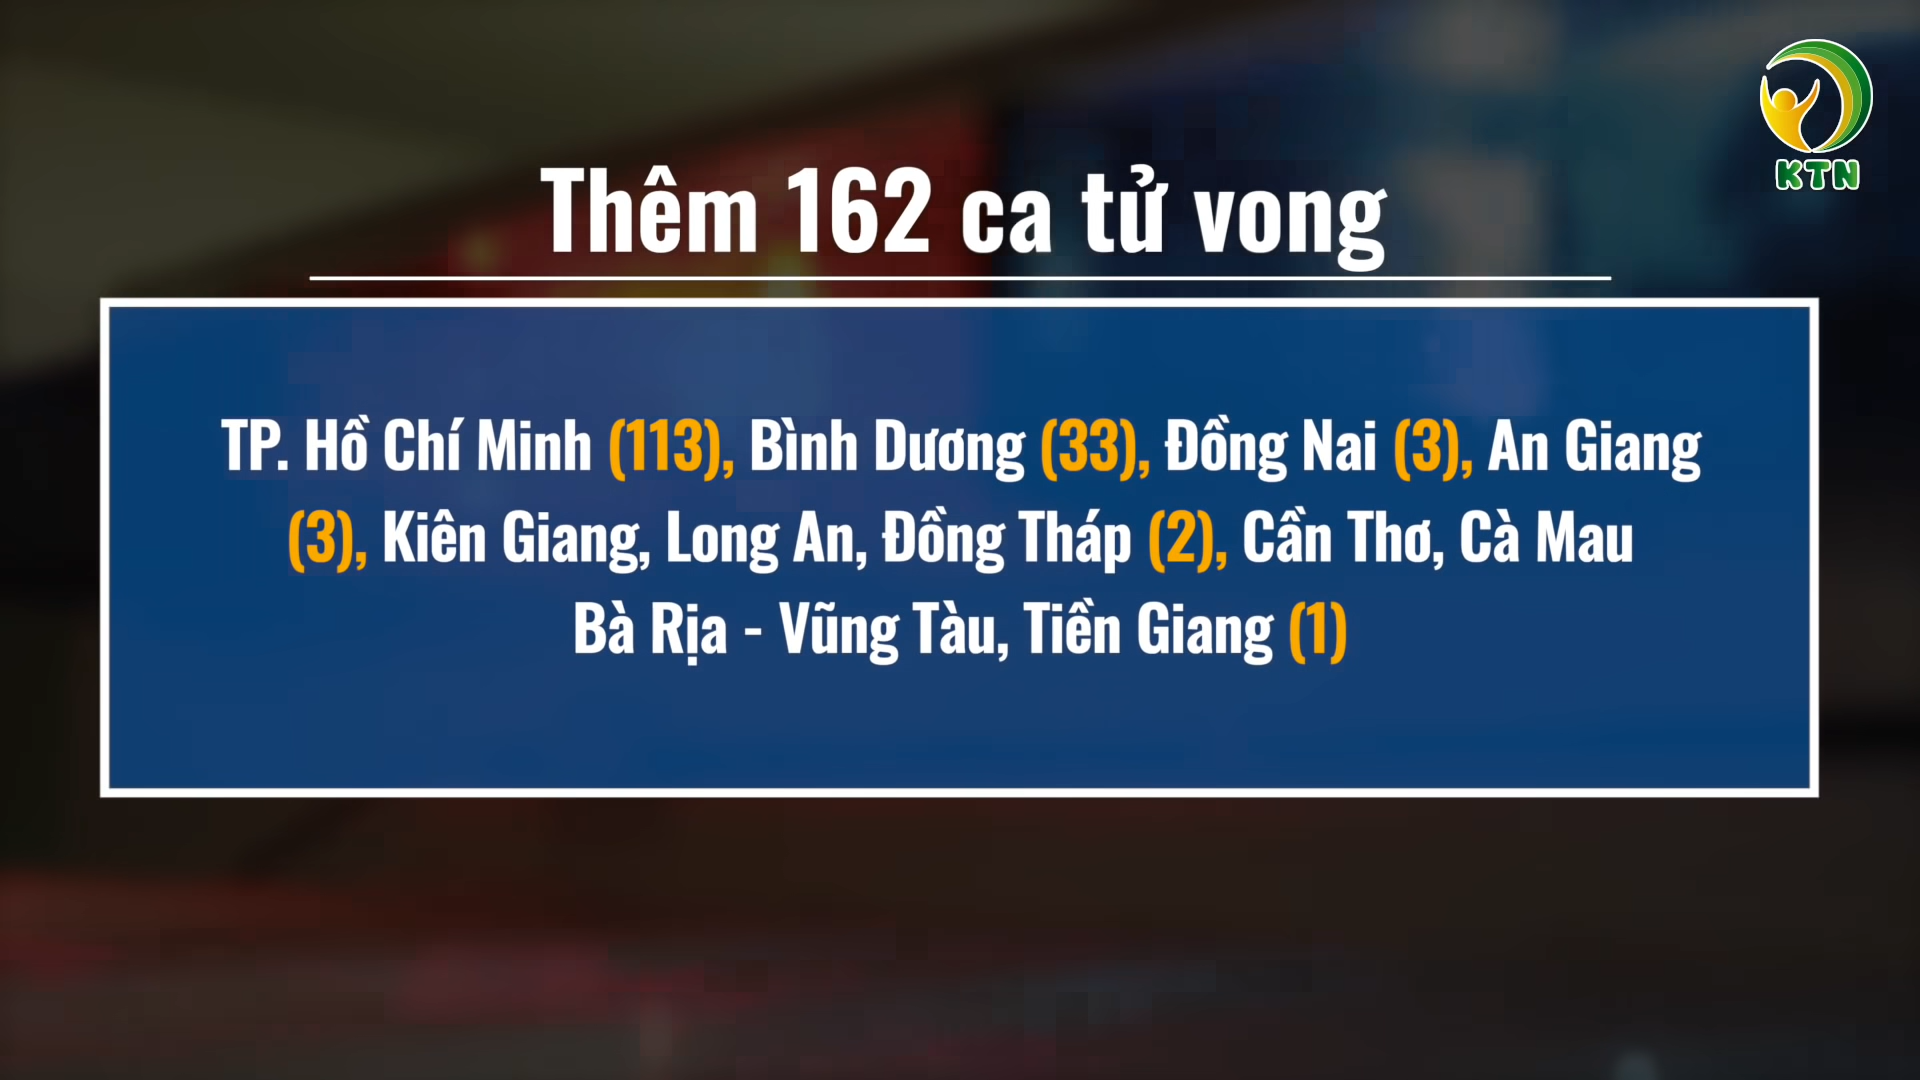 KTN
Thêm 162 ca tử vong
TP. Hồ Chí Minh (113), Bình Dương (33), Đồng Nai (3), An Giang
(3), Kiên Giang, Long An, Đồng Tháp (2), Cần Thơ, Cà Mau
Bà Rịa - Vũng Tàu, Tiền Giang (1)